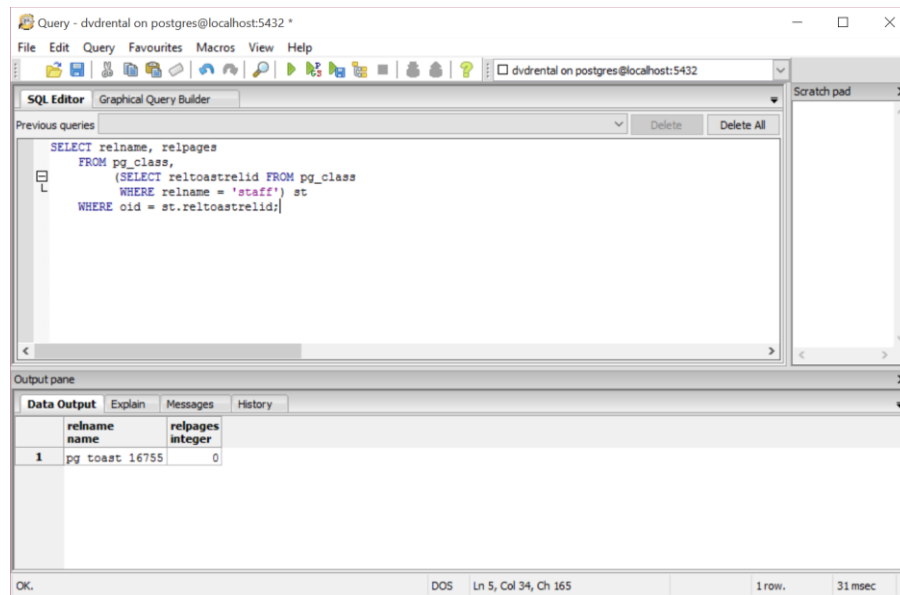 Query - dvdrental on postgres@localhost:5432 *
File Edit Query Favourites Macros View Help
dvdrental on postgres@localhost:5432
SQL Editor Graphical Query Builder
Scratch pad
Previous queries Delete Delete All
SELECT relname, relpages
FROM pg_class,
(SELECT reltoastrelid FROM pg_class
WHERE relname = 'staff') st
WHERE oid = st.reltoastrelid;
Output pane
Data Output Explain Messages History
relname relpages
name integer
1 pg_toast_16755 0
OK. DOS Ln 5, Col 34, Ch 165 1 row. 31 msec